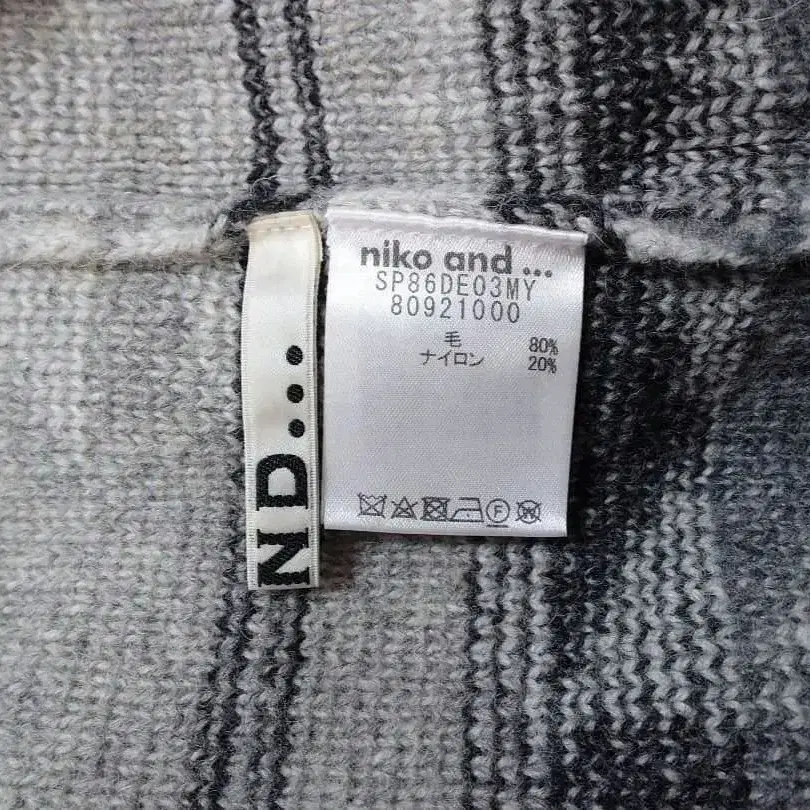 ND...
niko and ...
SP86DE03MY
80921000
毛 80%
ナイロン 20%
F
W